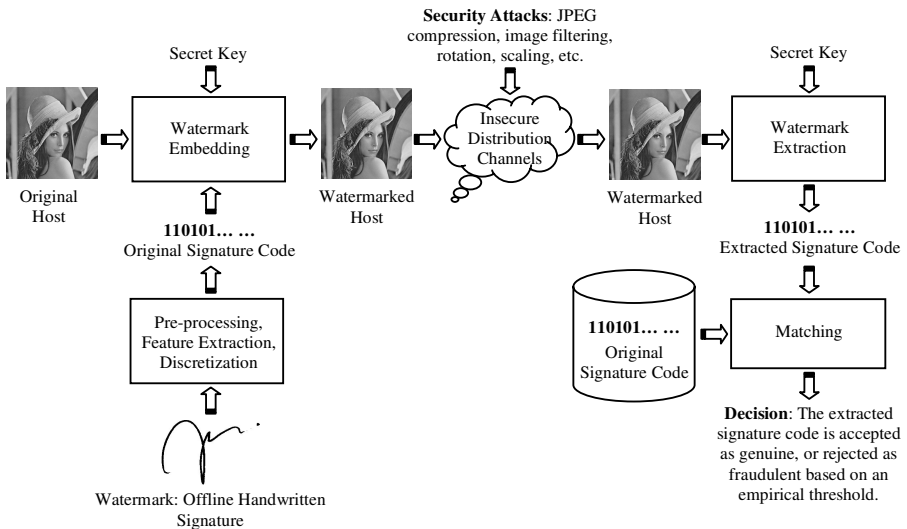 Security Attacks: JPEG
compression, image filtering,
rotation, scaling, etc.
Secret Key
Secret Key
Original
Host
Watermark
Embedding
Watermarked
Host
Insecure
Distribution
Channels
Watermarked
Host
Watermark
Extraction
110101… …
Original Signature Code
110101… …
Extracted Signature Code
Pre-processing,
Feature Extraction,
Discretization
110101… …
Original
Signature Code
Matching
Watermark: Offline Handwritten
Signature
Decision: The extracted
signature code is accepted
as genuine, or rejected as
fraudulent based on an
empirical threshold.